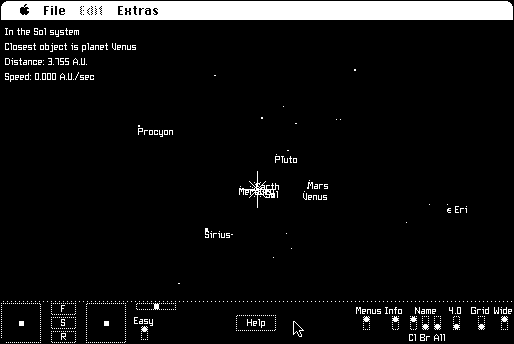 File Edit Extras
In the Sol system
Closest object is planet Venus
Distance: 3.755 A.U.
Speed: 0.000 A.U./sec
Procyon
Pluto
Earth
Mercury
Sol
Mars
Venus
ε Eri
Sirius
F
S
R
Easy
Help
Menus Info Name 4.0 Grid Wide
Cl Br All